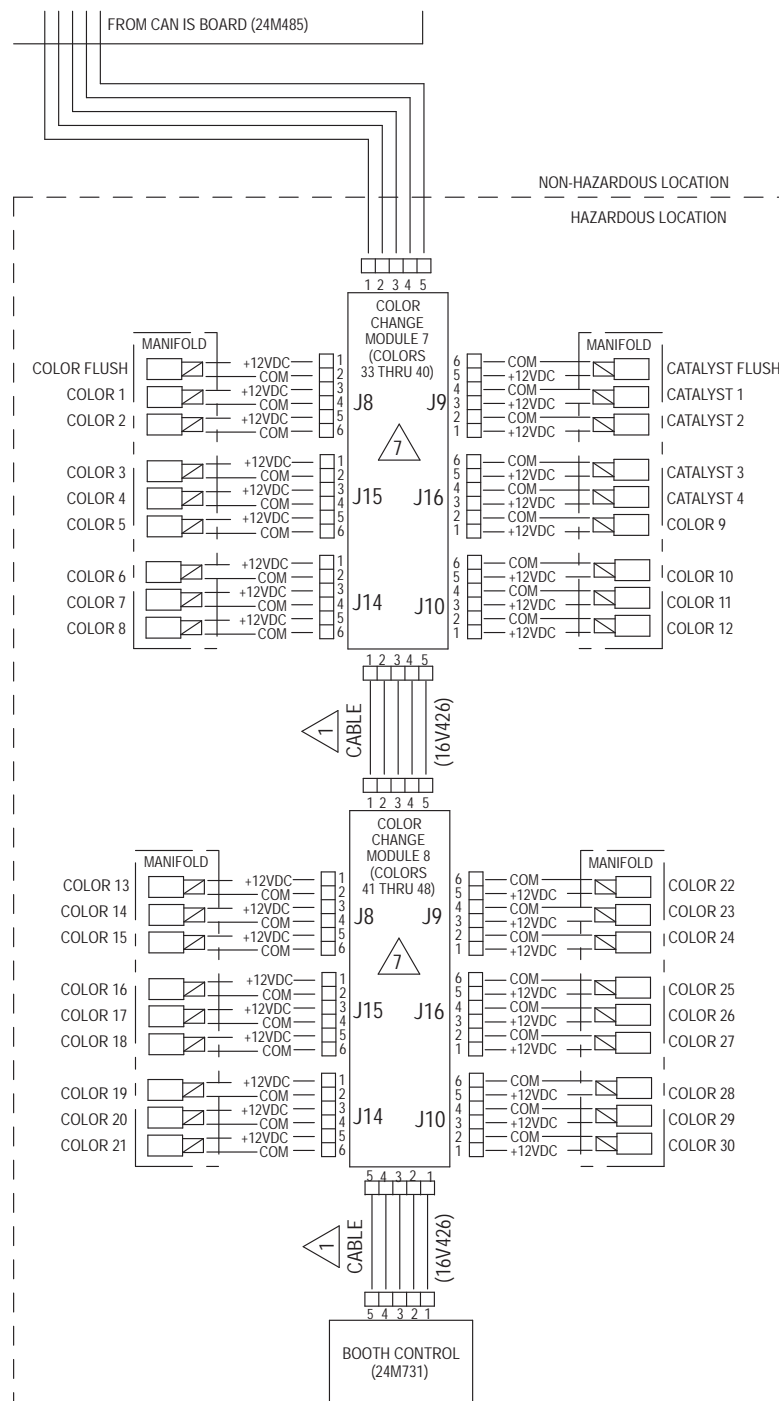 FROM CAN IS BOARD (24M485)
NON-HAZARDOUS LOCATION
HAZARDOUS LOCATION
1 2 3 4 5
COLOR
CHANGE
MODULE 7
(COLORS
33 THRU 40)
MANIFOLD
MANIFOLD
COLOR FLUSH +12VDC 1 6 COM CATALYST FLUSH
COM 2 5 +12VDC
COLOR 1 +12VDC 3 J8 J9 4 COM CATALYST 1
COM 4 3 +12VDC
COLOR 2 +12VDC 5 2 COM CATALYST 2
COM 6 1 +12VDC
7
COLOR 3 +12VDC 1 6 COM CATALYST 3
COM 2 5 +12VDC
COLOR 4 +12VDC 3 J15 J16 4 COM CATALYST 4
COM 4 3 +12VDC
COLOR 5 +12VDC 5 2 COM COLOR 9
COM 6 1 +12VDC
COLOR 6 +12VDC 1 6 COM COLOR 10
COM 2 5 +12VDC
COLOR 7 +12VDC 3 J14 J10 4 COM COLOR 11
COM 4 3 +12VDC
COLOR 8 +12VDC 5 2 COM COLOR 12
COM 6 1 +12VDC
1 2 3 4 5
1 CABLE (16V426)
1 2 3 4 5
COLOR
CHANGE
MODULE 8
(COLORS
41 THRU 48)
MANIFOLD
MANIFOLD
COLOR 13 +12VDC 1 6 COM COLOR 22
COM 2 5 +12VDC
COLOR 14 +12VDC 3 J8 J9 4 COM COLOR 23
COM 4 3 +12VDC
COLOR 15 +12VDC 5 2 COM COLOR 24
COM 6 1 +12VDC
7
COLOR 16 +12VDC 1 6 COM COLOR 25
COM 2 5 +12VDC
COLOR 17 +12VDC 3 J15 J16 4 COM COLOR 26
COM 4 3 +12VDC
COLOR 18 +12VDC 5 2 COM COLOR 27
COM 6 1 +12VDC
COLOR 19 +12VDC 1 6 COM COLOR 28
COM 2 5 +12VDC
COLOR 20 +12VDC 3 J14 J10 4 COM COLOR 29
COM 4 3 +12VDC
COLOR 21 +12VDC 5 2 COM COLOR 30
COM 6 1 +12VDC
5 4 3 2 1
1 CABLE (16V426)
5 4 3 2 1
BOOTH CONTROL
(24M731)